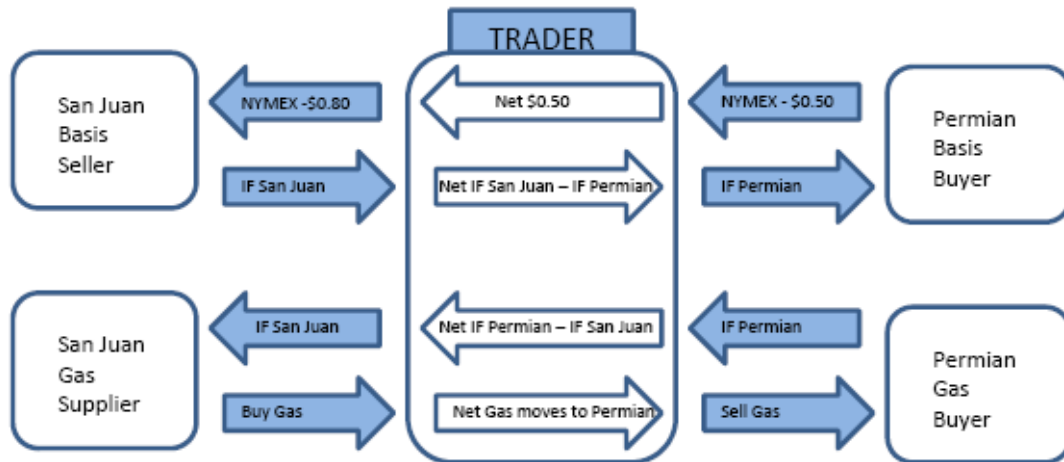 TRADER
San Juan
Basis
Seller
NYMEX -$0.80
Net $0.50
NYMEX - $0.50
Permian
Basis
Buyer
IF San Juan
Net IF San Juan – IF Permian
IF Permian
San Juan
Gas
Supplier
IF San Juan
Net IF Permian – IF San Juan
IF Permian
Permian
Gas
Buyer
Buy Gas
Net Gas moves to Permian
Sell Gas